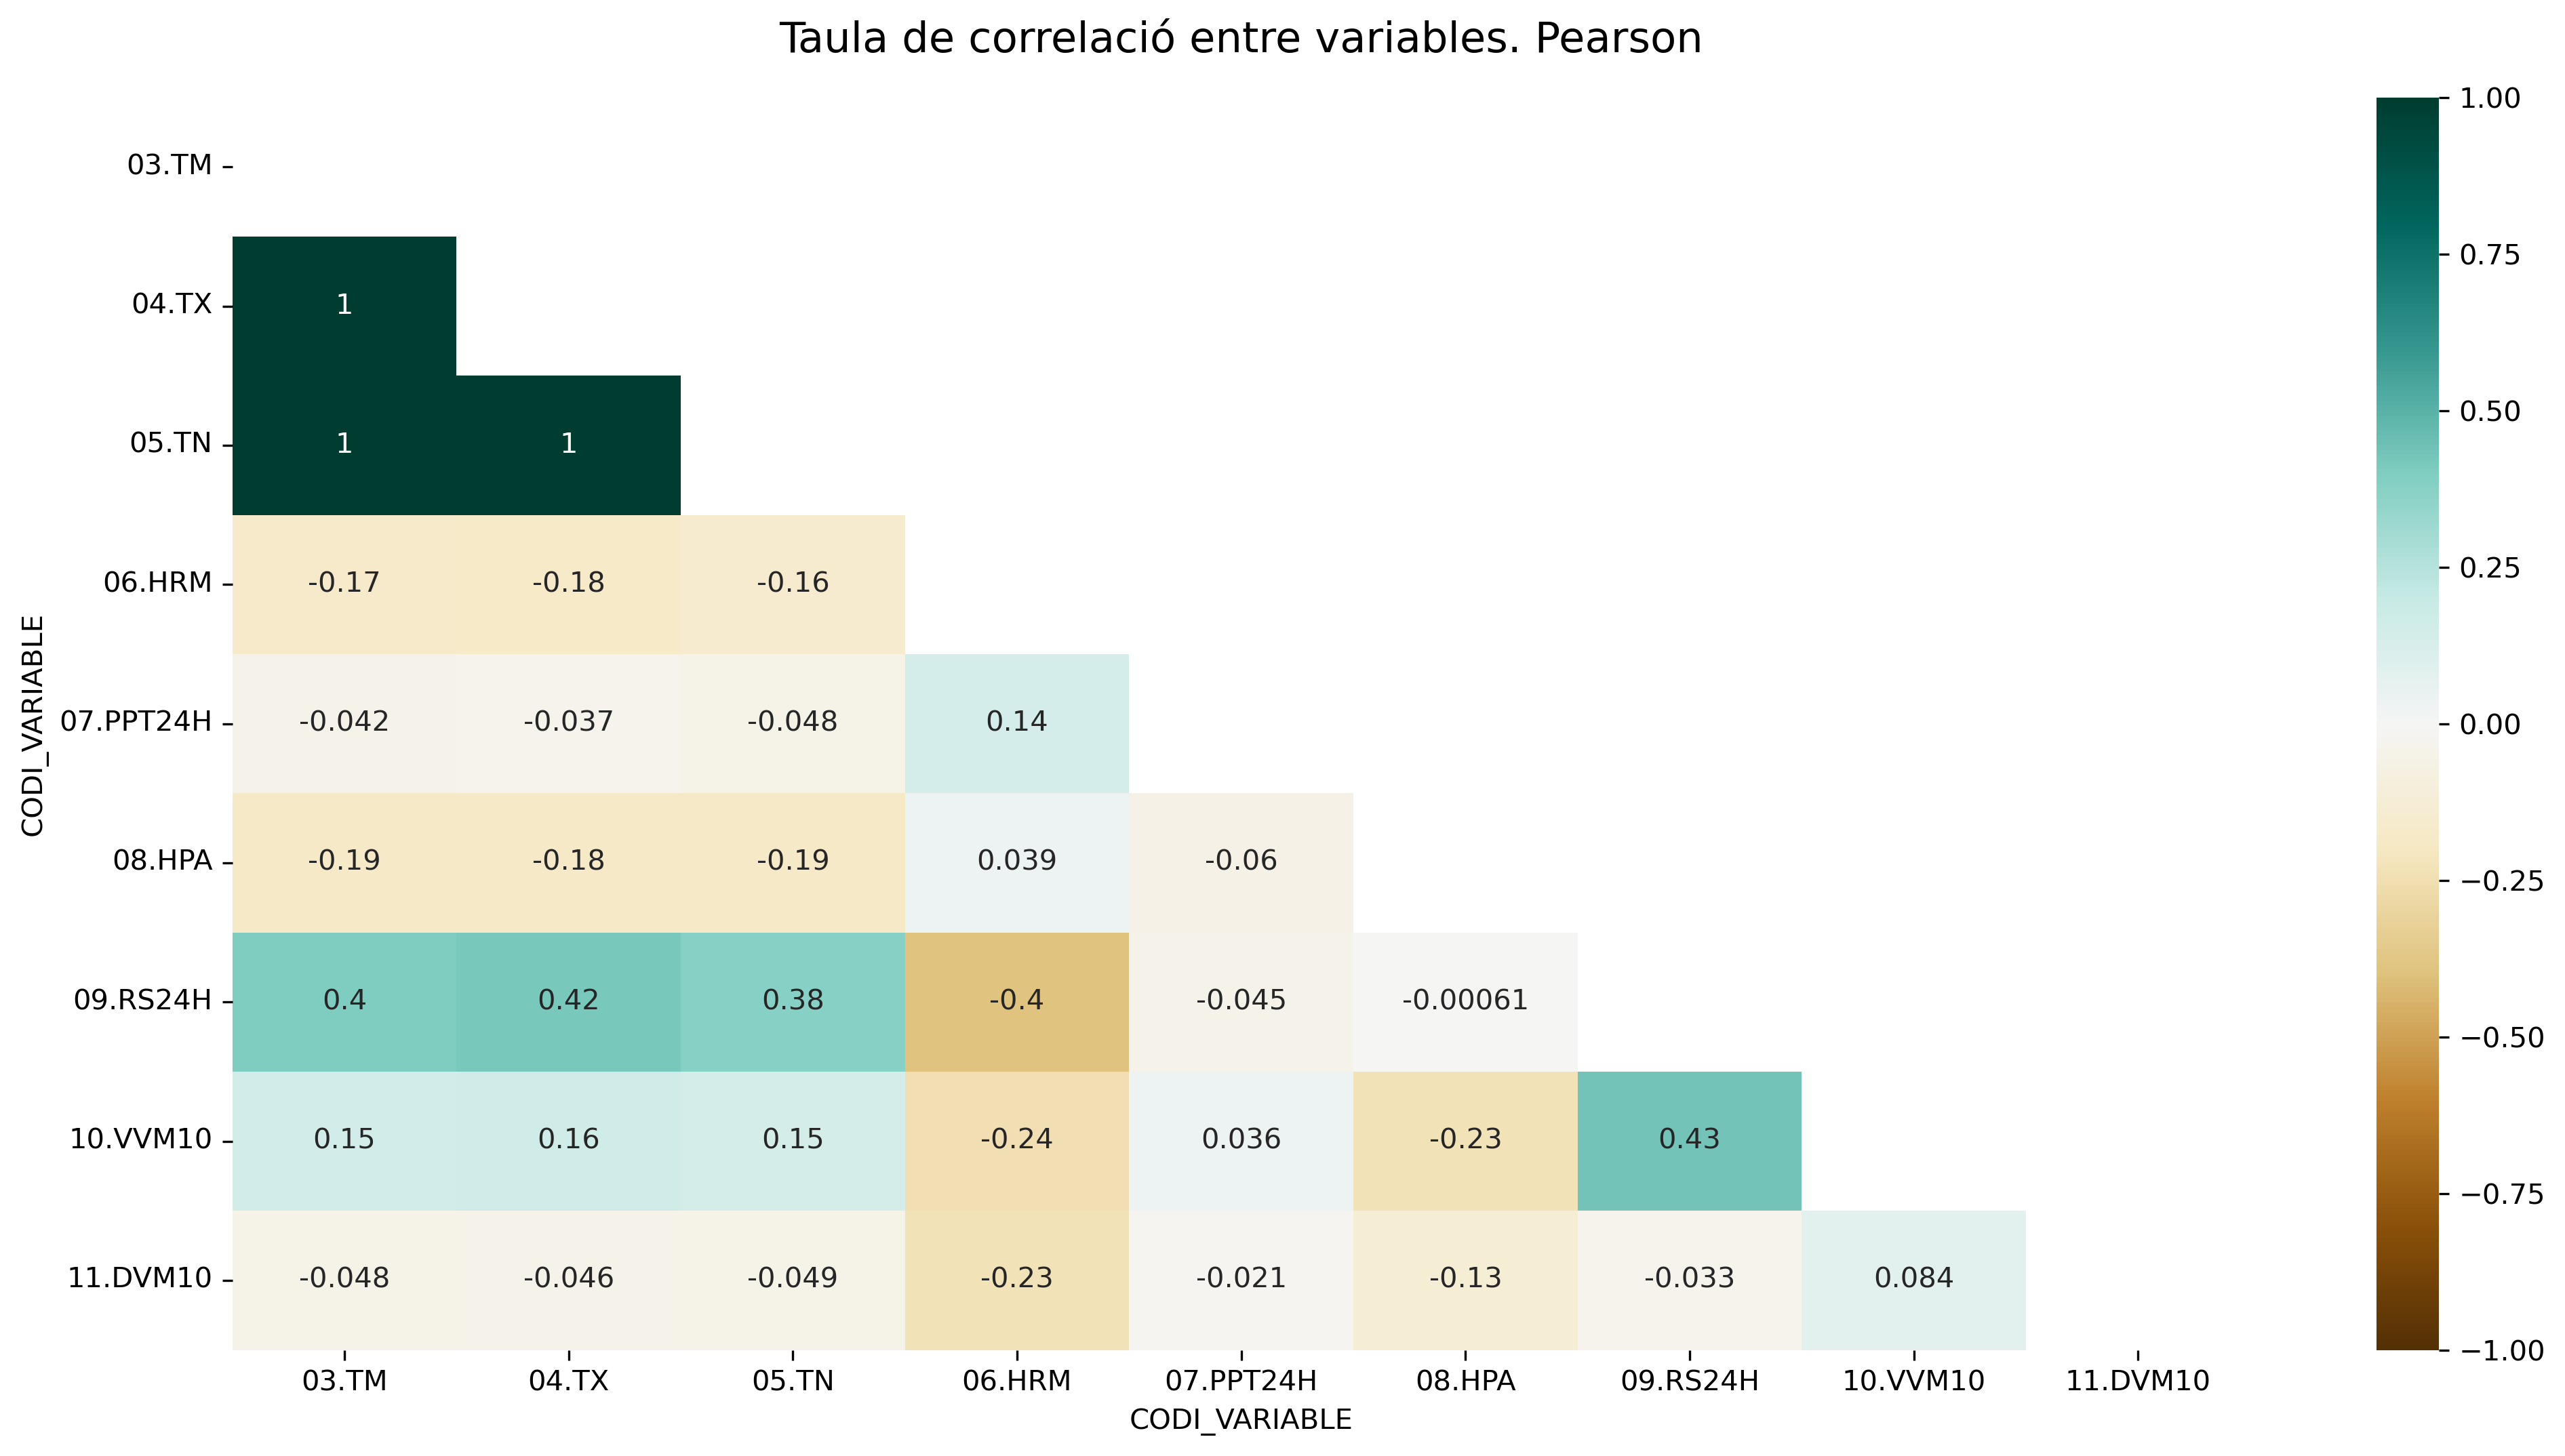 Taula de correlació entre variables. Pearson
03.TM
04.TX 1
05.TN 1 1
06.HRM -0.17 -0.18 -0.16
07.PPT24H -0.042 -0.037 -0.048 0.14
08.HPA -0.19 -0.18 -0.19 0.039 -0.06
09.RS24H 0.4 0.42 0.38 -0.4 -0.045 -0.00061
10.VVM10 0.15 0.16 0.15 -0.24 0.036 -0.23 0.43
11.DVM10 -0.048 -0.046 -0.049 -0.23 -0.021 -0.13 -0.033 0.084
03.TM 04.TX 05.TN 06.HRM 07.PPT24H 08.HPA 09.RS24H 10.VVM10 11.DVM10
CODI_VARIABLE
CODI_VARIABLE
1.00
0.75
0.50
0.25
0.00
−0.25
−0.50
−0.75
−1.00